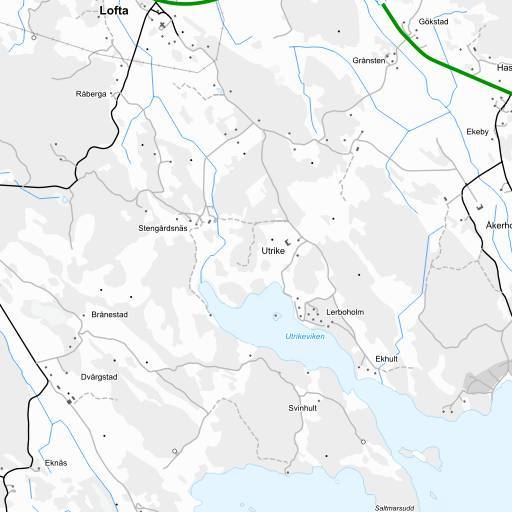 Lofta
Gökstad
Gränsten
Has
Råberga
Ekeby
Stengårdsnäs
Åkerho
Utrike
Brånestad
Lerboholm
Utrikeviken
Ekhult
Dvärgstad
Svinhult
Eknäs
Saltmarsudd